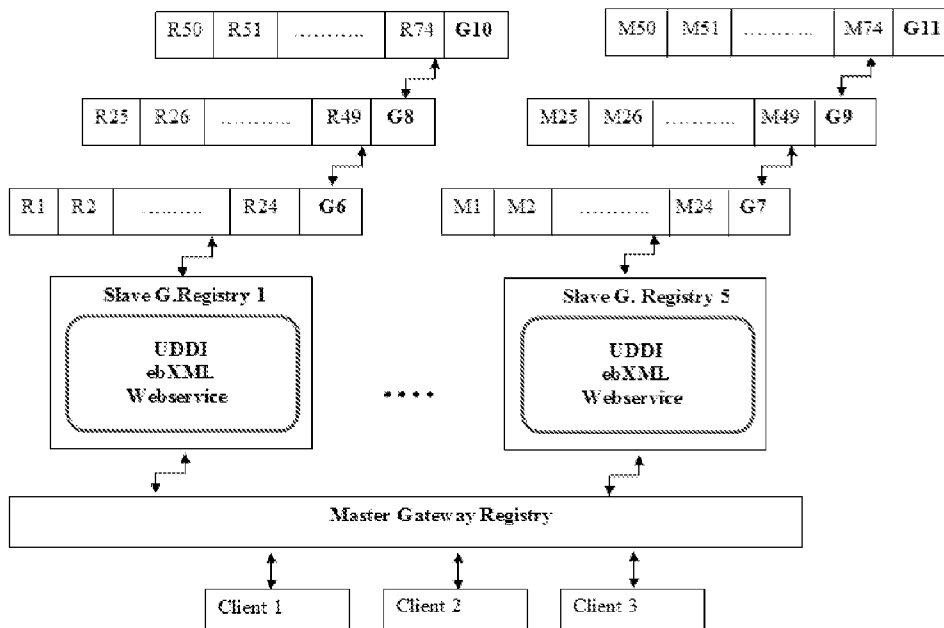 R50 R51 ........... R74 G10
M50 M51 ........... M74 G11
R25 R26 ........... R49 G8
M25 M26 ........... M49 G9
R1 R2 ........... R24 G6
M1 M2 ........... M24 G7
Slave G.Registry 1
UDDI
ebXML
Webservice
....
Slave G. Registry 5
UDDI
ebXML
Webservice
Master Gateway Registry
Client 1
Client 2
Client 3